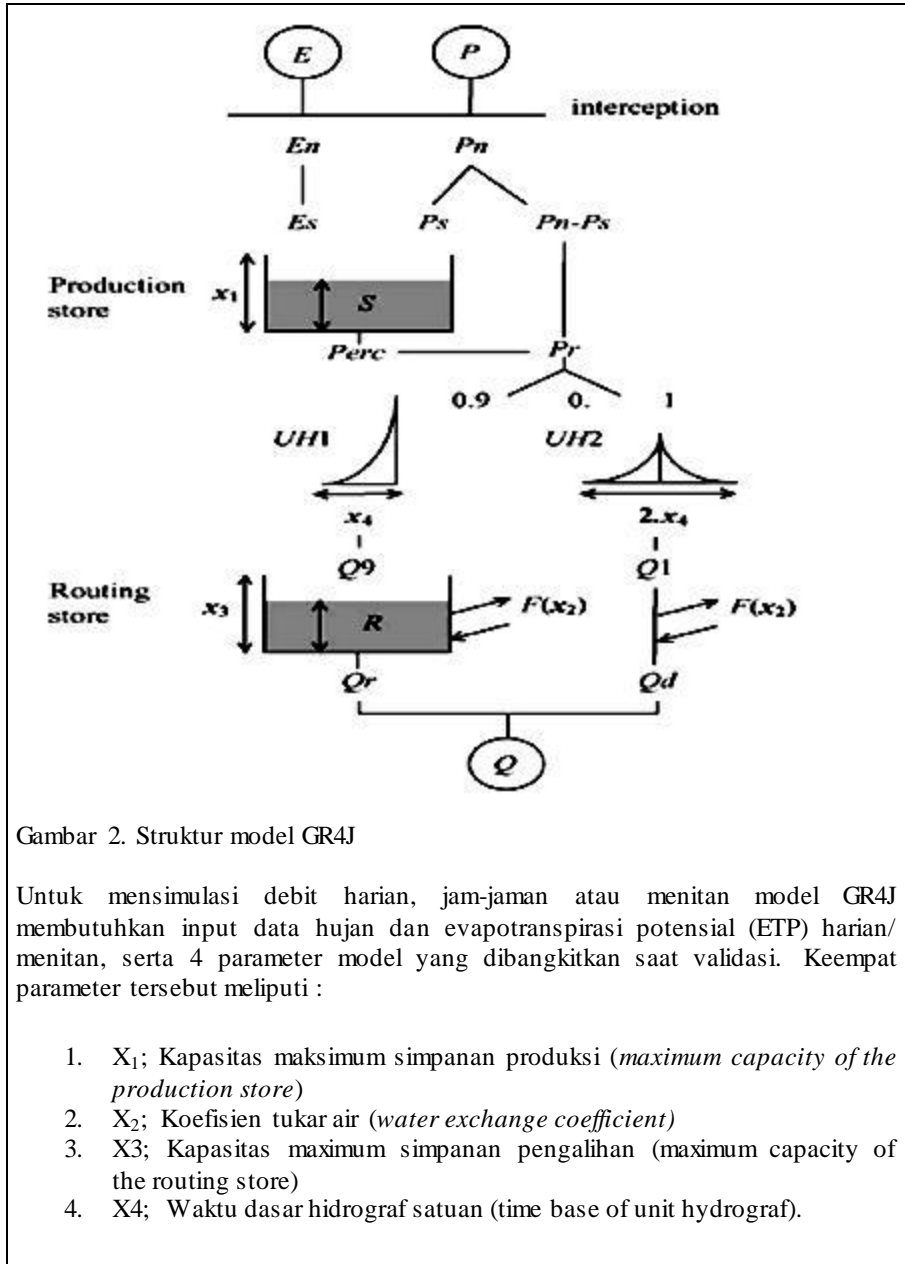 E P
interception
En Pn
Es Ps Pn-Ps
Production
store
x₁
S
Perc Pr
0.9 0. 1
UH1 UH2
x₄ 2.x₄
Q9 Q1
Routing
store
x₃
R
F(x₂) F(x₂)
Qr Qd
Q
Gambar 2. Struktur model GR4J
Untuk mensimulasi debit harian, jam-jaman atau menitan model GR4J
membutuhkan input data hujan dan evapotranspirasi potensial (ETP) harian/
menitan, serta 4 parameter model yang dibangkitkan saat validasi. Keempat
parameter tersebut meliputi :
1. X₁; Kapasitas maksimum simpanan produksi (maximum capacity of the
production store)
2. X₂; Koefisien tukar air (water exchange coefficient)
3. X3; Kapasitas maximum simpanan pengalihan (maximum capacity of
the routing store)
4. X4; Waktu dasar hidrograf satuan (time base of unit hydrograf).